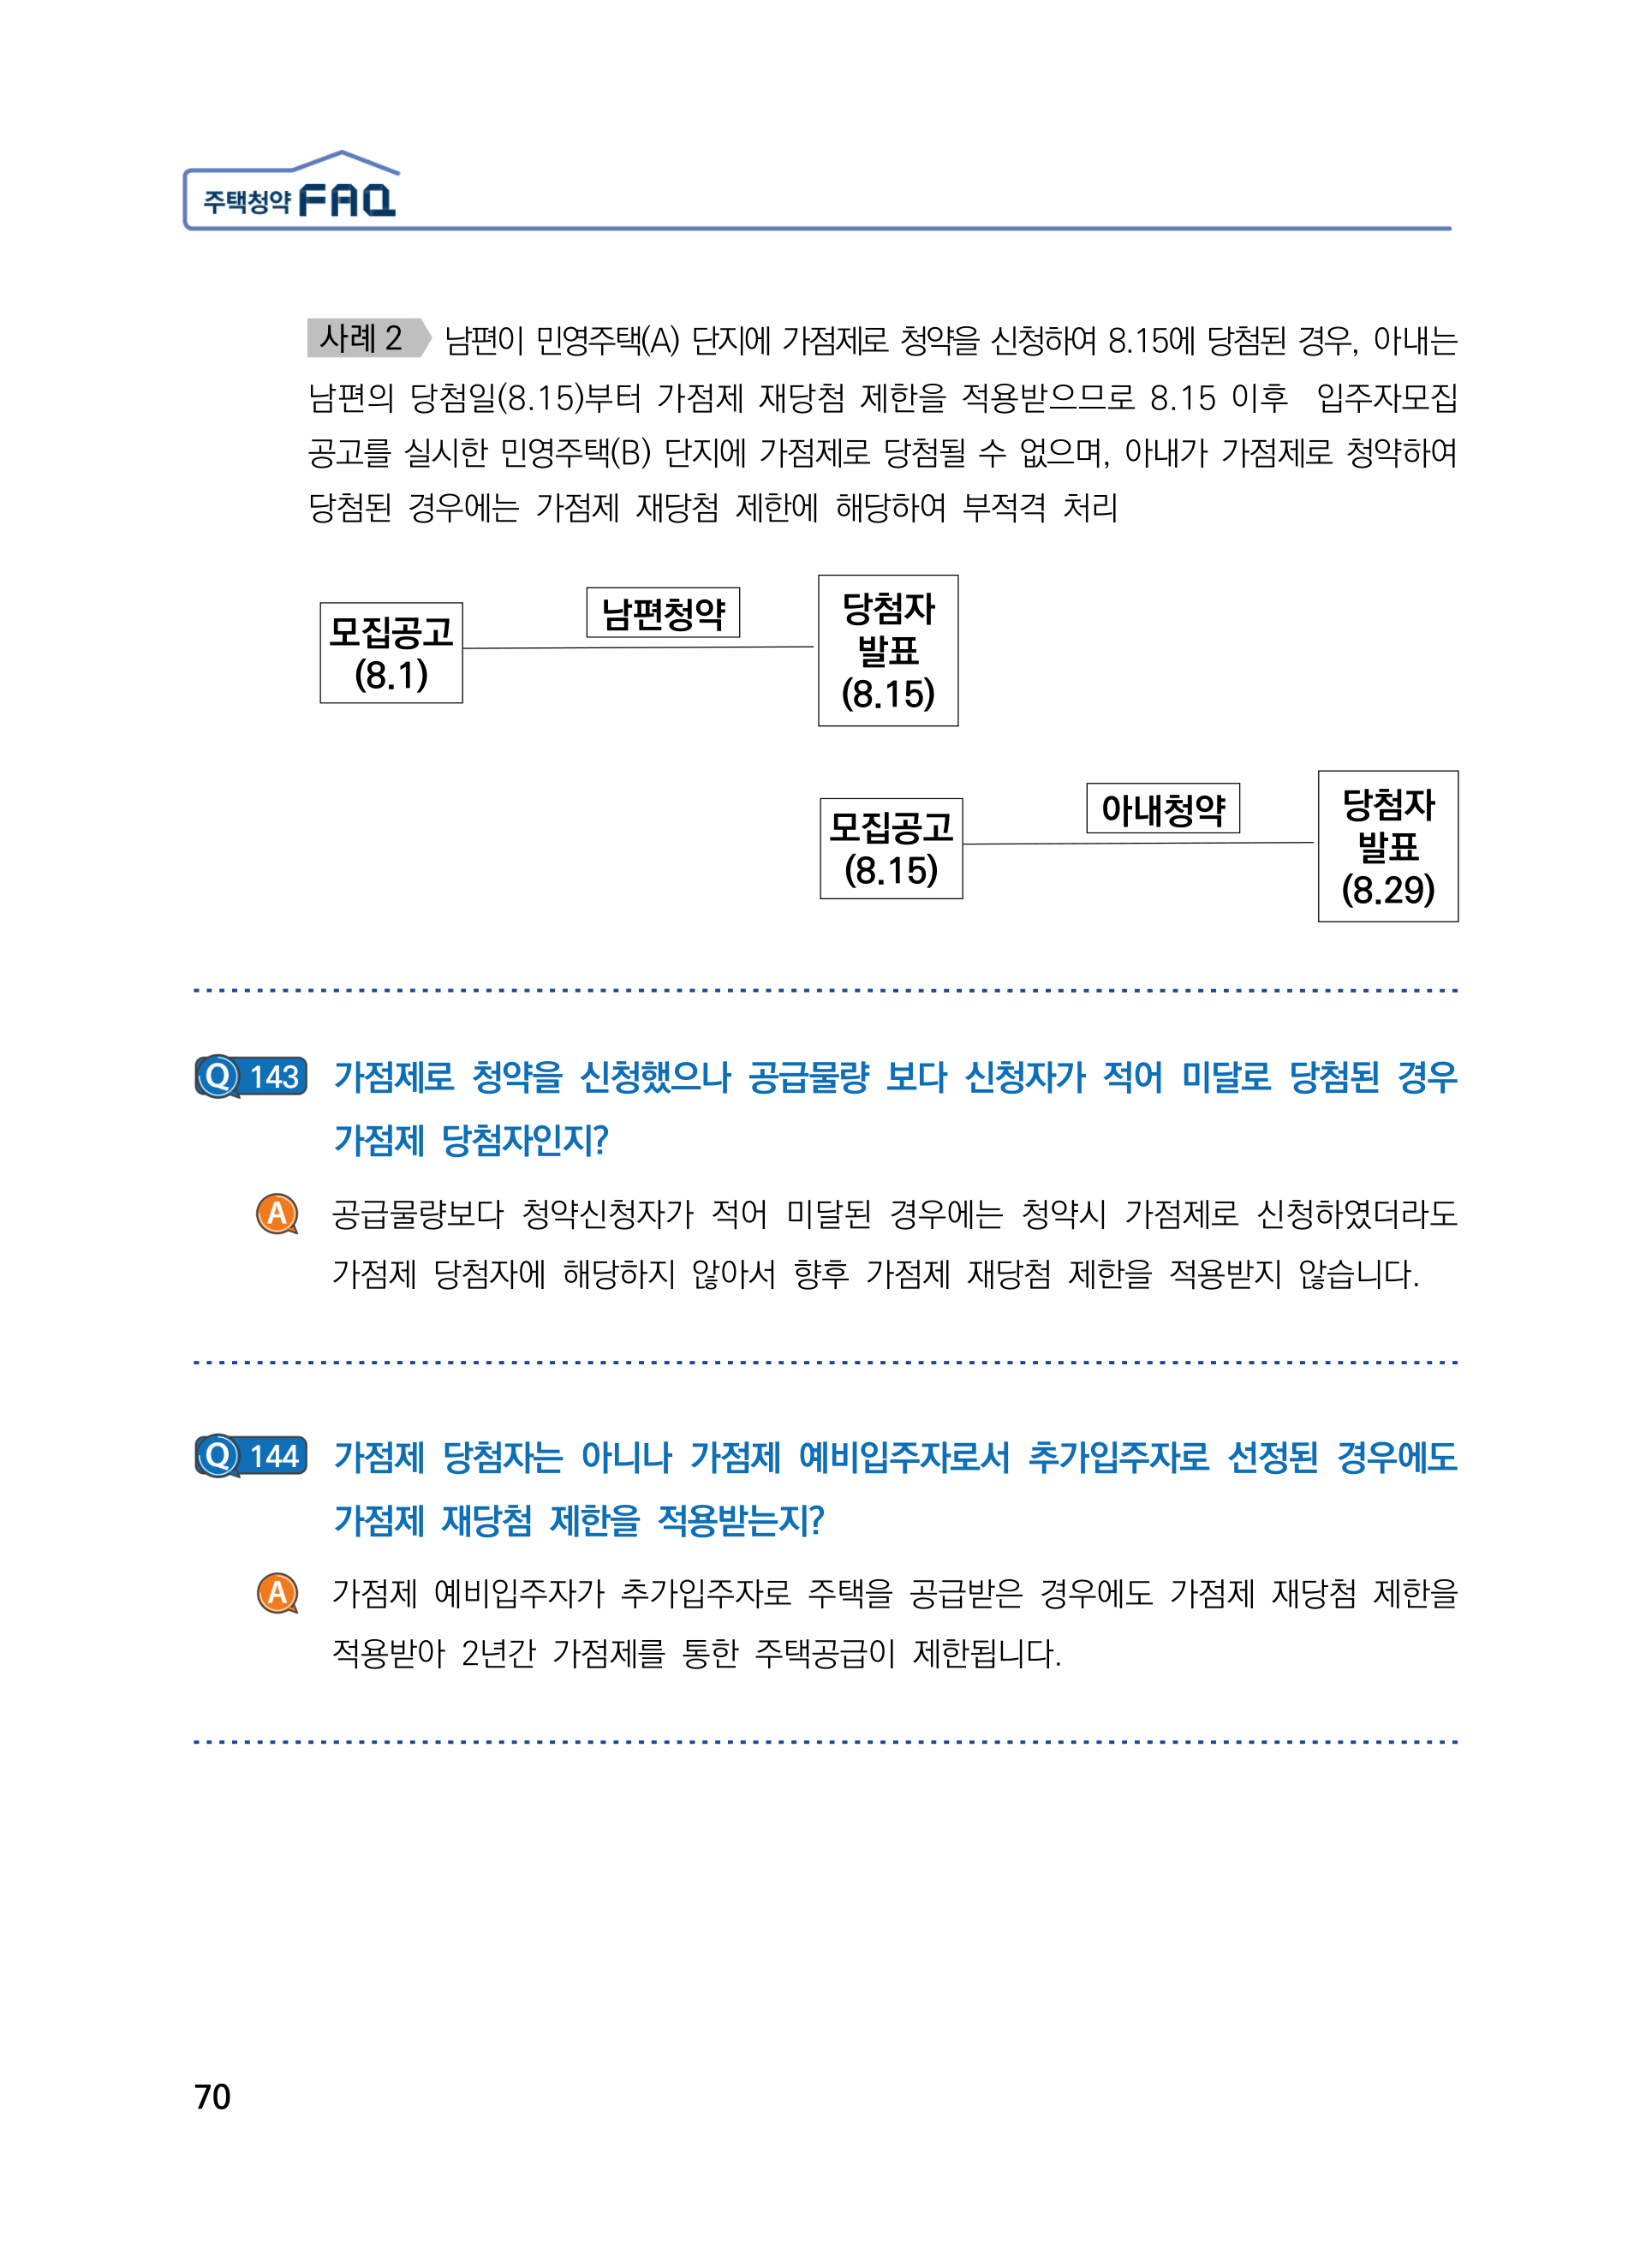 주택청약 FAQ
사례 2 남편이 민영주택(A) 단지에 가점제로 청약을 신청하여 8.15에 당첨된 경우, 아내는
남편의 당첨일(8.15)부터 가점제 재당첨 제한을 적용받으므로 8.15 이후 입주자모집
공고를 실시한 민영주택(B) 단지에 가점제로 당첨될 수 없으며, 아내가 가점제로 청약하여
당첨된 경우에는 가점제 재당첨 제한에 해당하여 부적격 처리
모집공고
(8.1)
남편청약
당첨자
발표
(8.15)
모집공고
(8.15)
아내청약
당첨자
발표
(8.29)
Q 143 가점제로 청약을 신청했으나 공급물량 보다 신청자가 적어 미달로 당첨된 경우
가점제 당첨자인지?
A 공급물량보다 청약신청자가 적어 미달된 경우에는 청약시 가점제로 신청하였더라도
가점제 당첨자에 해당하지 않아서 향후 가점제 재당첨 제한을 적용받지 않습니다.
Q 144 가점제 당첨자는 아니나 가점제 예비입주자로서 추가입주자로 선정된 경우에도
가점제 재당첨 제한을 적용받는지?
A 가점제 예비입주자가 추가입주자로 주택을 공급받은 경우에도 가점제 재당첨 제한을
적용받아 2년간 가점제를 통한 주택공급이 제한됩니다.
70